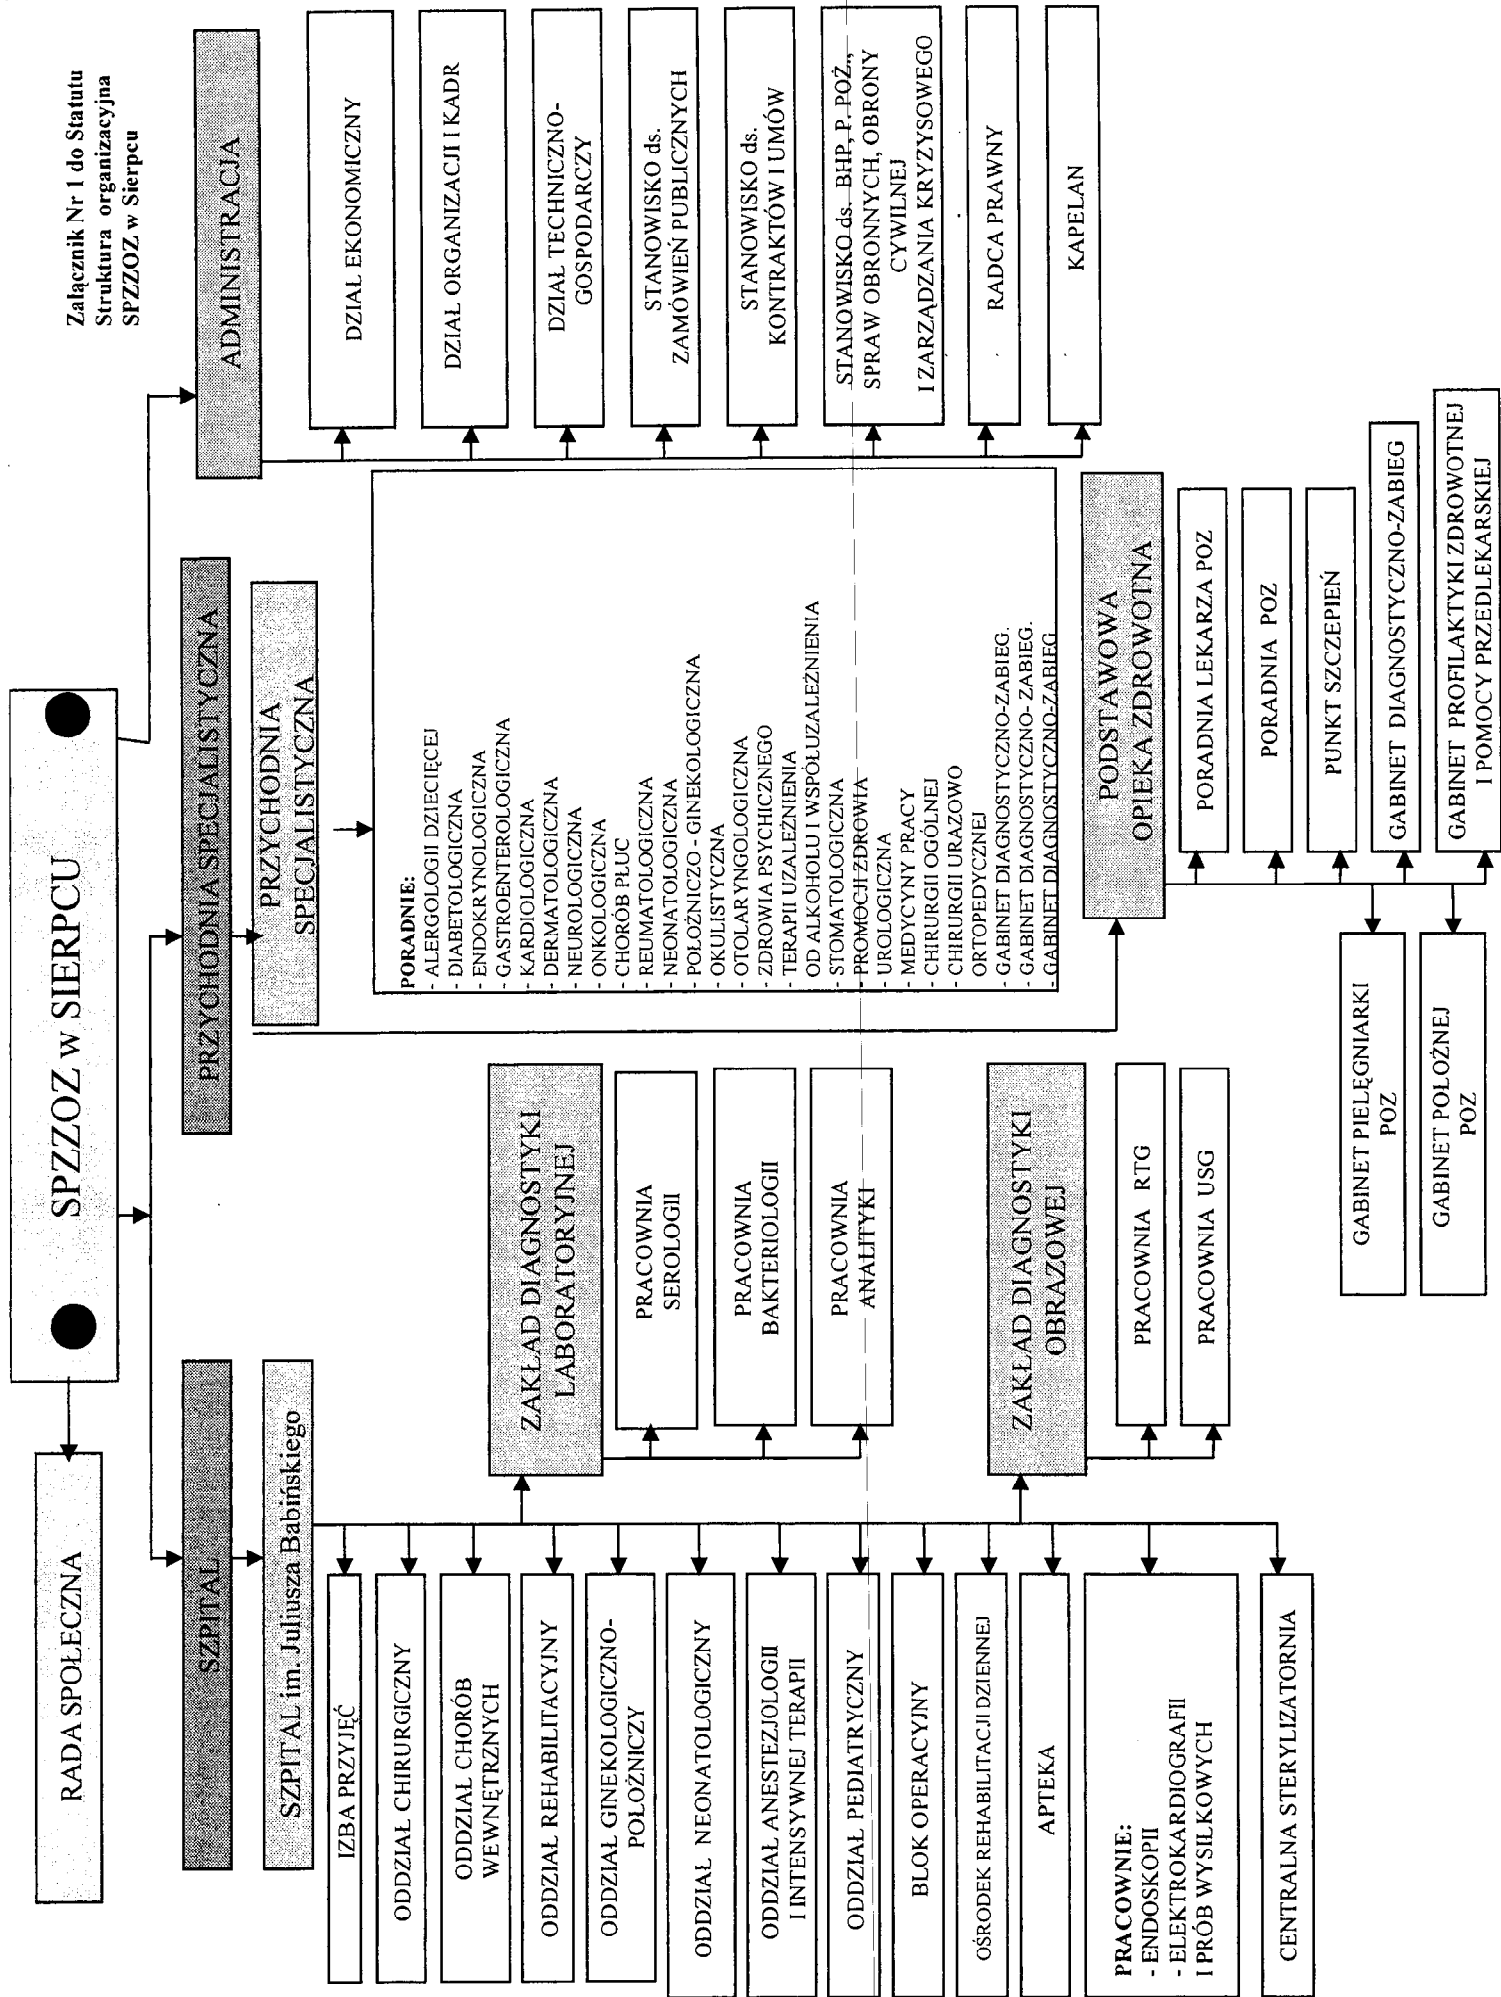 Załącznik Nr 1 do Statutu
Struktura organizacyjna
SPZZOZ w Sierpcu
SPZZOZ w SIERPCU
RADA SPOŁECZNA
SZPITAL
SZPITAL im. Juliusza Babińskiego
IZBA PRZYJĘĆ
ODDZIAŁ CHIRURGICZNY
ODDZIAŁ CHORÓB
WEWNĘTRZNYCH
ODDZIAŁ REHABILITACYJNY
ODDZIAŁ GINEKOLOGICZNO-
POŁOŻNICZY
ODDZIAŁ NEONATOLOGICZNY
ODDZIAŁ ANESTEZJOLOGII
I INTENSYWNEJ TERAPII
ODDZIAŁ PEDIATRYCZNY
BLOK OPERACYJNY
OŚRODEK REHABILITACJI DZIENNEJ
APTEKA
PRACOWNIE:
- ENDOSKOPII
- ELEKTROKARDIOGRAFII
I PRÓB WYSIŁKOWYCH
CENTRALNA STERYLIZATORNIA
ZAKŁAD DIAGNOSTYKI
LABORATORYJNEJ
PRACOWNIA
SEROLOGII
PRACOWNIA
BAKTERIOLOGII
PRACOWNIA
ANALITYKI
ZAKŁAD DIAGNOSTYKI
OBRAZOWEJ
PRACOWNIA RTG
PRACOWNIA USG
PRZYCHODNIA SPECJALISTYCZNA
PRZYCHODNIA
SPECJALISTYCZNA
PORADNIE:
- ALERGOLOGII DZIECIĘCEJ
- DIABETOLOGICZNA
- ENDOKRYNOLOGICZNA
- GASTROENTEROLOGICZNA
- KARDIOLOGICZNA
- DERMATOLOGICZNA
- NEUROLOGICZNA
- ONKOLOGICZNA
- CHORÓB PŁUC
- REUMATOLOGICZNA
- NEONATOLOGICZNA
- POŁOŻNICZO - GINEKOLOGICZNA
- OKULISTYCZNA
- OTOLARYNGOLOGICZNA
- ZDROWIA PSYCHICZNEGO
- TERAPII UZALEŻNIENIA
OD ALKOHOLU I WSPÓŁUZALEŻNIENIA
- STOMATOLOGICZNA
- PROMOCJI ZDROWIA
- UROLOGICZNA
- MEDYCYNY PRACY
- CHIRURGII OGÓLNEJ
- CHIRURGII URAZOWO
ORTOPEDYCZNEJ
- GABINET DIAGNOSTYCZNO-ZABIEG.
- GABINET DIAGNOSTYCZNO- ZABIEG.
- GABINET DIAGNOSTYCZNO-ZABIEG
PODSTAWOWA
OPIEKA ZDROWOTNA
PORADNIA LEKARZA POZ
PORADNIA POZ
PUNKT SZCZEPIEŃ
GABINET DIAGNOSTYCZNO-ZABIEG
GABINET PROFILAKTYKI ZDROWOTNEJ
I POMOCY PRZEDLEKARSKIEJ
GABINET PIELĘGNIARKI
POZ
GABINET POŁOŻNEJ
POZ
ADMINISTRACJA
DZIAŁ EKONOMICZNY
DZIAŁ ORGANIZACJI I KADR
DZIAŁ TECHNICZNO-
GOSPODARCZY
STANOWISKO ds.
ZAMÓWIEŃ PUBLICZNYCH
STANOWISKO ds.
KONTRAKTÓW I UMÓW
STANOWISKO ds. BHP, P. POŻ.,
SPRAW OBRONNYCH, OBRONY
CYWILNEJ
I ZARZĄDZANIA KRYZYSOWEGO
RADCA PRAWNY
KAPELAN